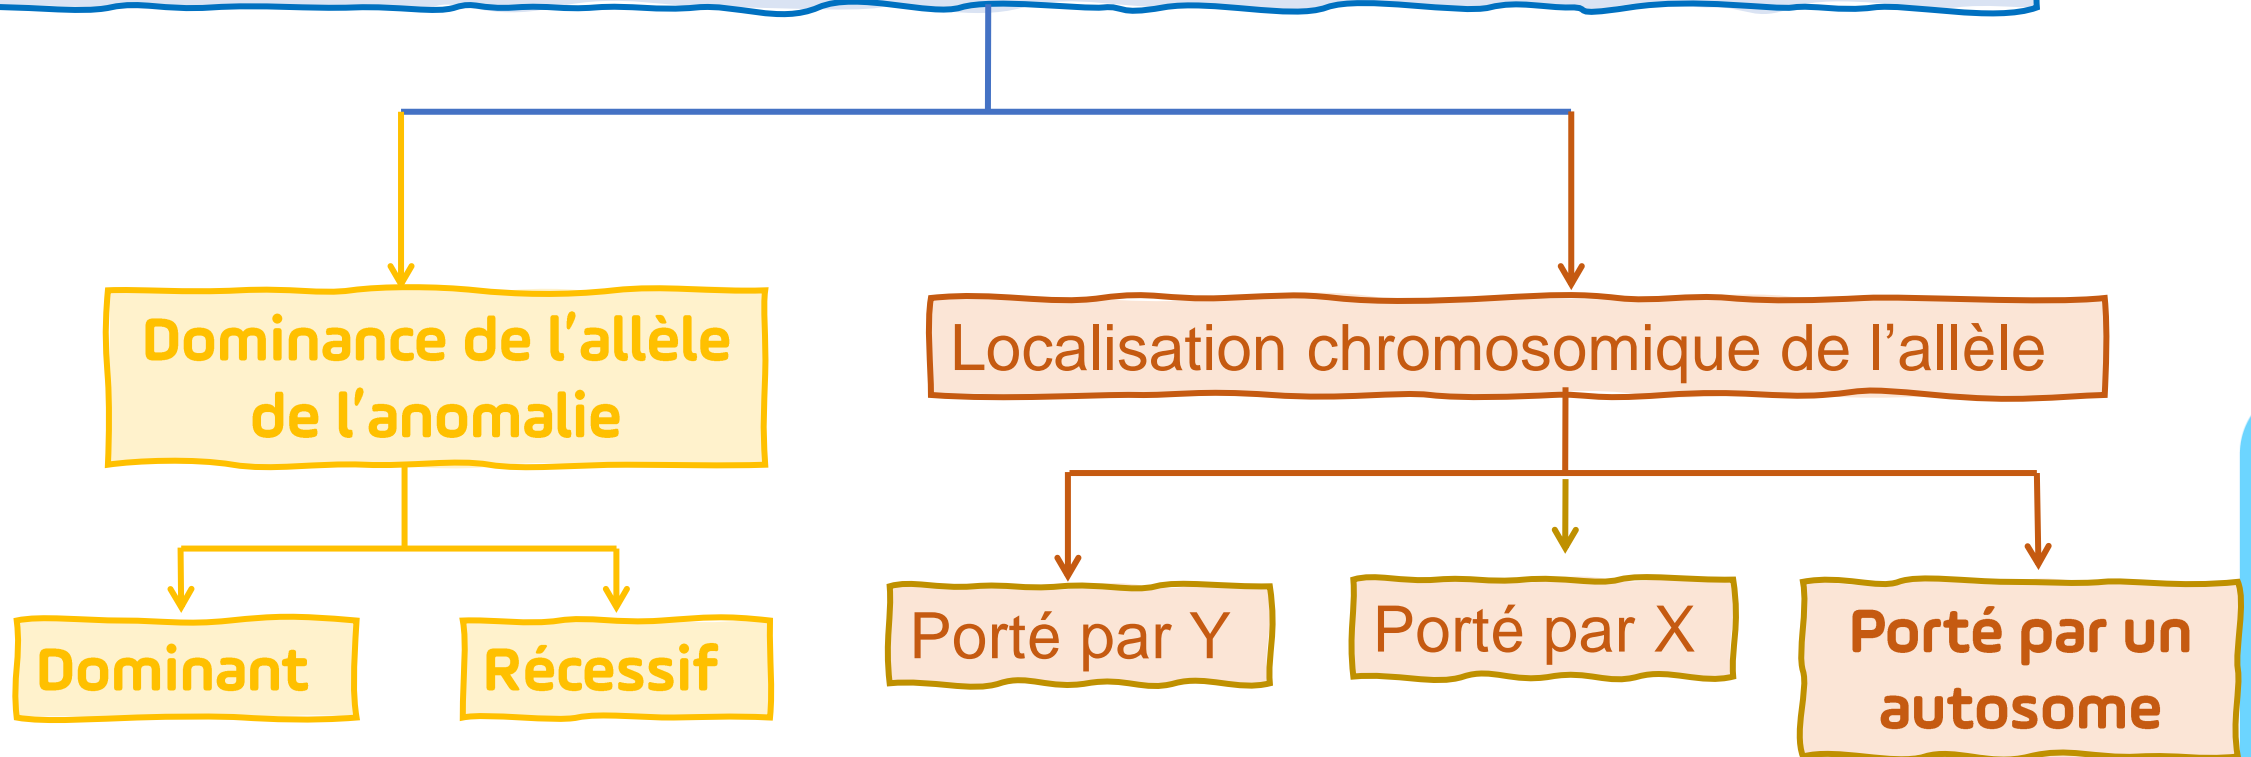 Dominance de l’allèle
de l’anomalie
Localisation chromosomique de l’allèle
Dominant
Récessif
Porté par Y
Porté par X
Porté par un
autosome